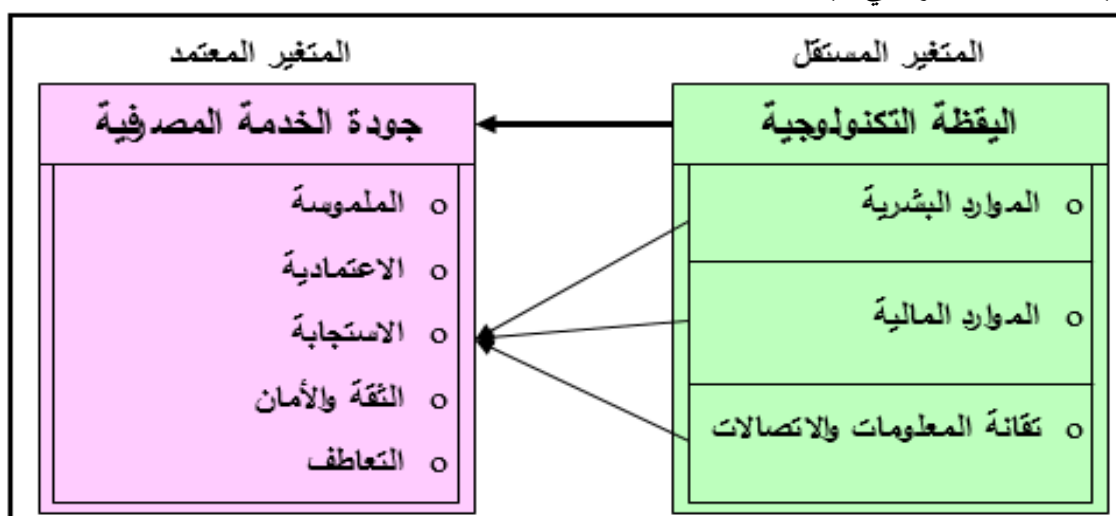 المتغير المستقل
المتغير المعتمد
اليقظة التكنولوجية
جودة الخدمة المصرفية
o الموارد البشرية
o الموارد المالية
o تقانة المعلومات والاتصالات
o الملموسة
o الاعتمادية
o الاستجابة
o الثقة والأمان
o التعاطف